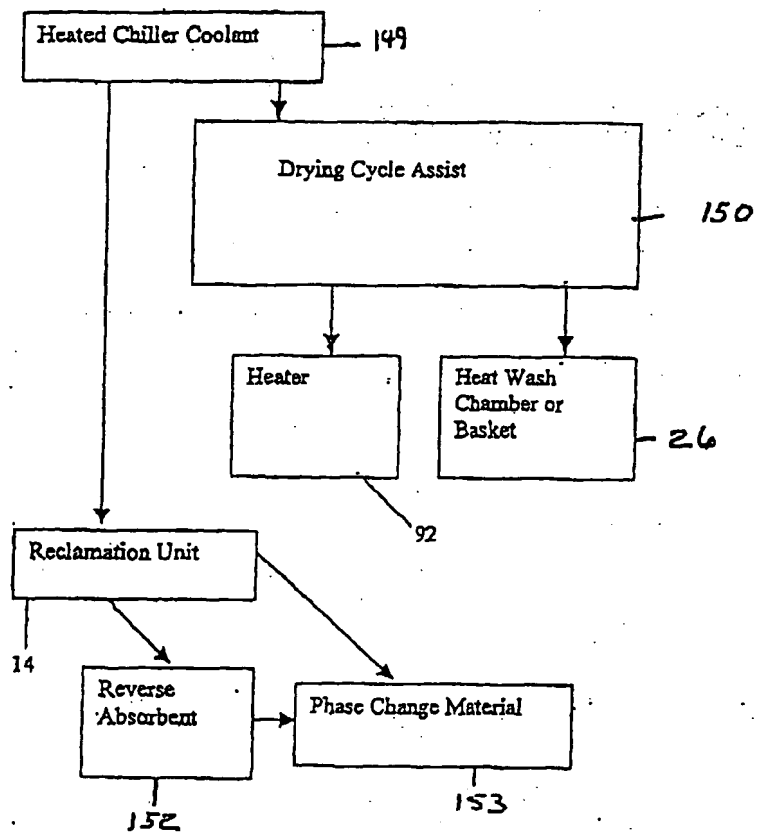 Heated Chiller Coolant
149
Drying Cycle Assist
150
Heater
Heat Wash
Chamber or
Basket
26
92
Reclamation Unit
14
Reverse
Absorbent
Phase Change Material
152
153